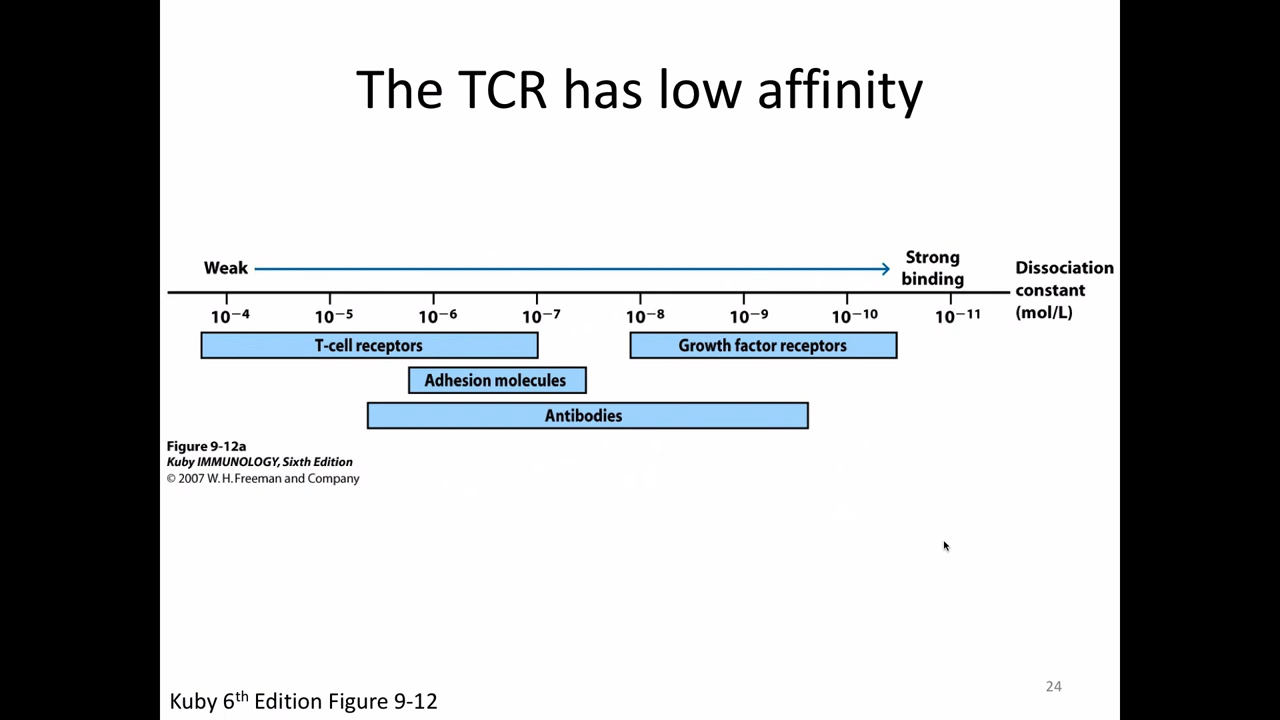 The TCR has low affinity
Weak
Strong
binding
Dissociation
constant
(mol/L)
10⁻⁴ 10⁻⁵ 10⁻⁶ 10⁻⁷ 10⁻⁸ 10⁻⁹ 10⁻¹⁰ 10⁻¹¹
T-cell receptors
Growth factor receptors
Adhesion molecules
Antibodies
Figure 9-12a
Kuby IMMUNOLOGY, Sixth Edition
© 2007 W. H. Freeman and Company
24
Kuby 6th Edition Figure 9-12